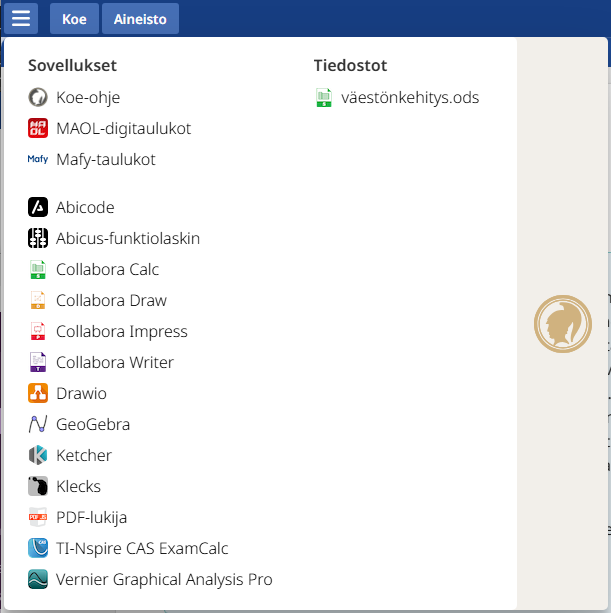 Koe Aineisto
Sovellukset
Koe-ohje
MAOL-digitaulukot
Mafy Mafy-taulukot
Abicode
Abicus-funktiolaskin
Collabora Calc
Collabora Draw
Collabora Impress
Collabora Writer
Drawio
GeoGebra
Ketcher
Klecks
PDF-lukija
TI-Nspire CAS ExamCalc
Vernier Graphical Analysis Pro
Tiedostot
väestönkehitys.ods